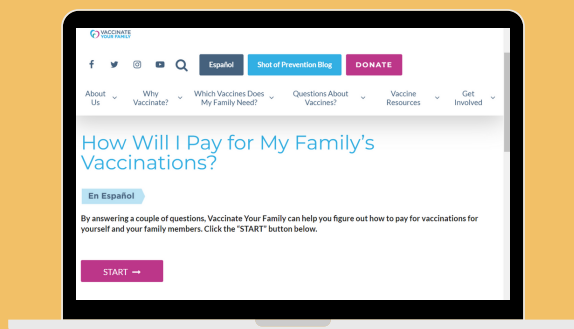 VACCINATE
YOUR FAMILY
Español
Shot of Prevention Blog
DONATE
About Us
Why Vaccinate?
Which Vaccines Does My Family Need?
Questions About Vaccines?
Vaccine Resources
Get Involved
How Will I Pay for My Family's
Vaccinations?
En Español
By answering a couple of questions, Vaccinate Your Family can help you figure out how to pay for vaccinations for
yourself and your family members. Click the "START" button below.
START →